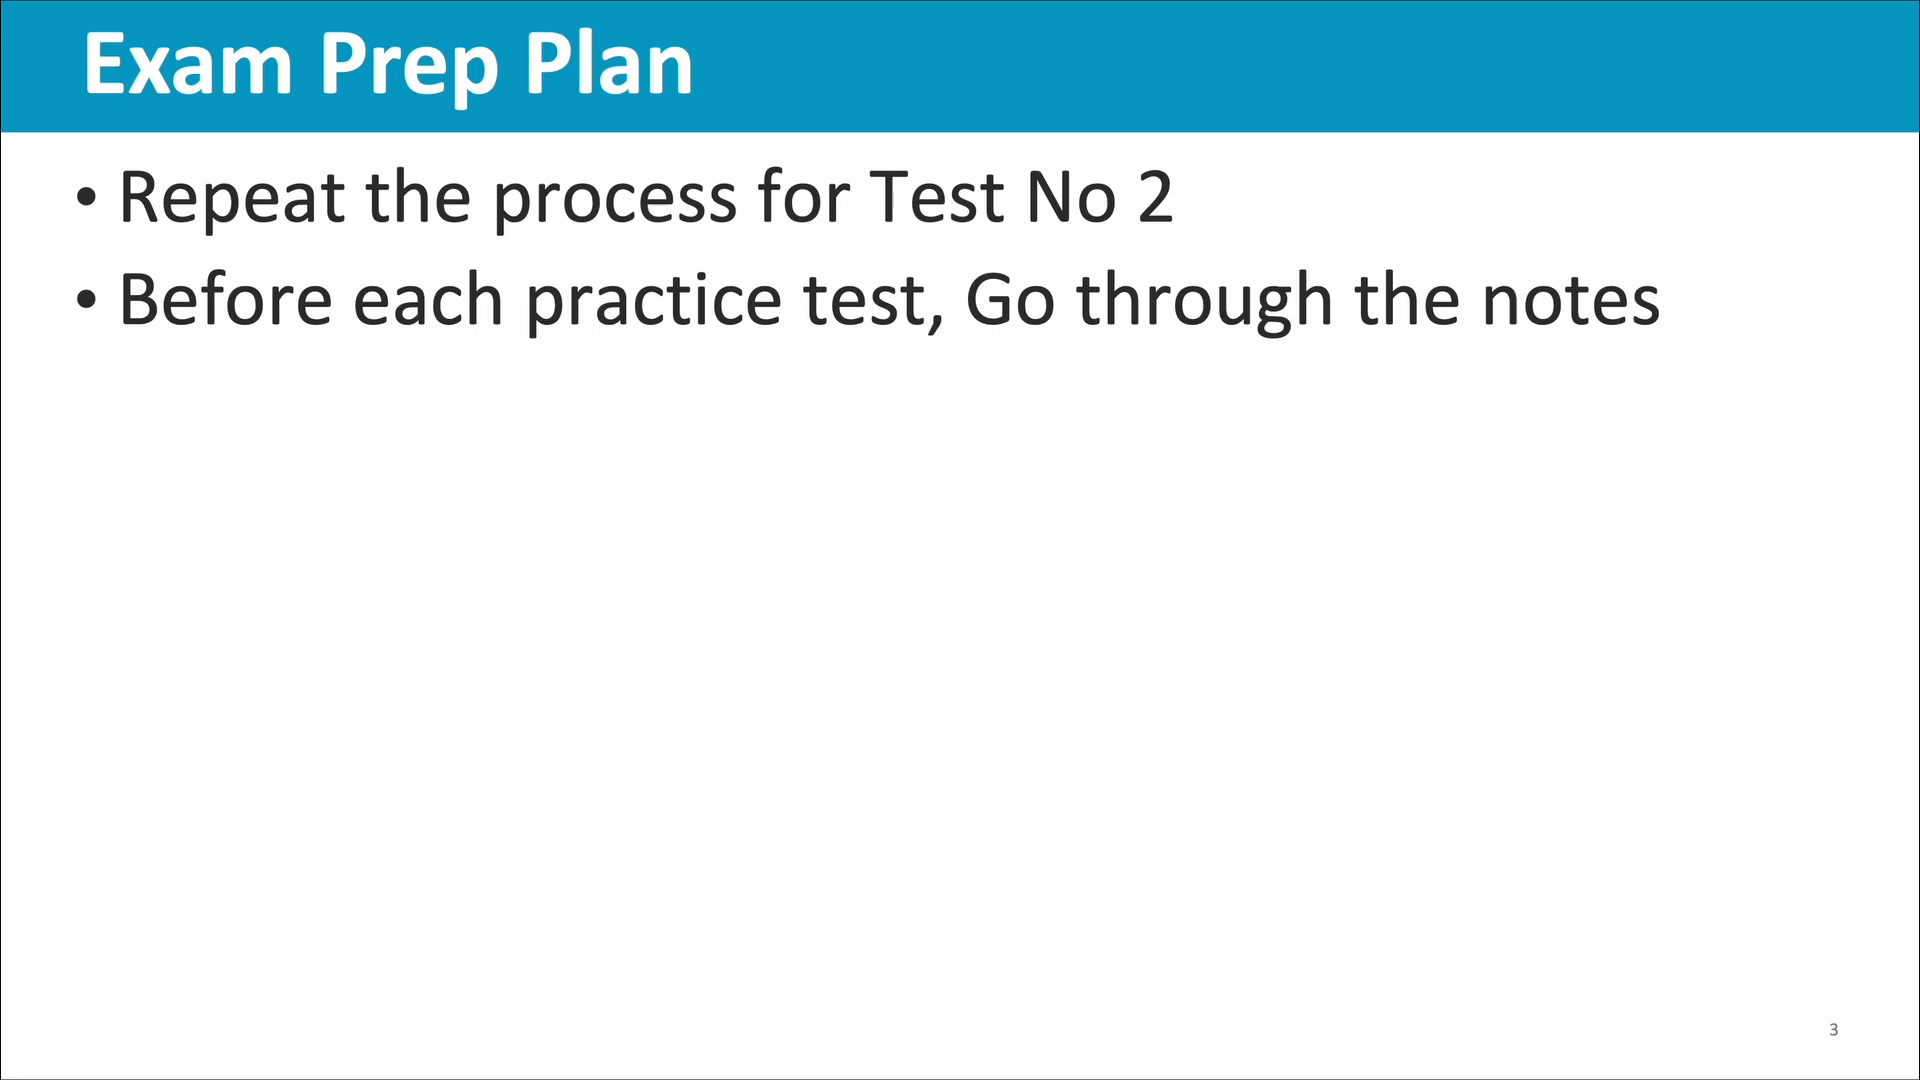 Exam Prep Plan
• Repeat the process for Test No 2
• Before each practice test, Go through the notes
3